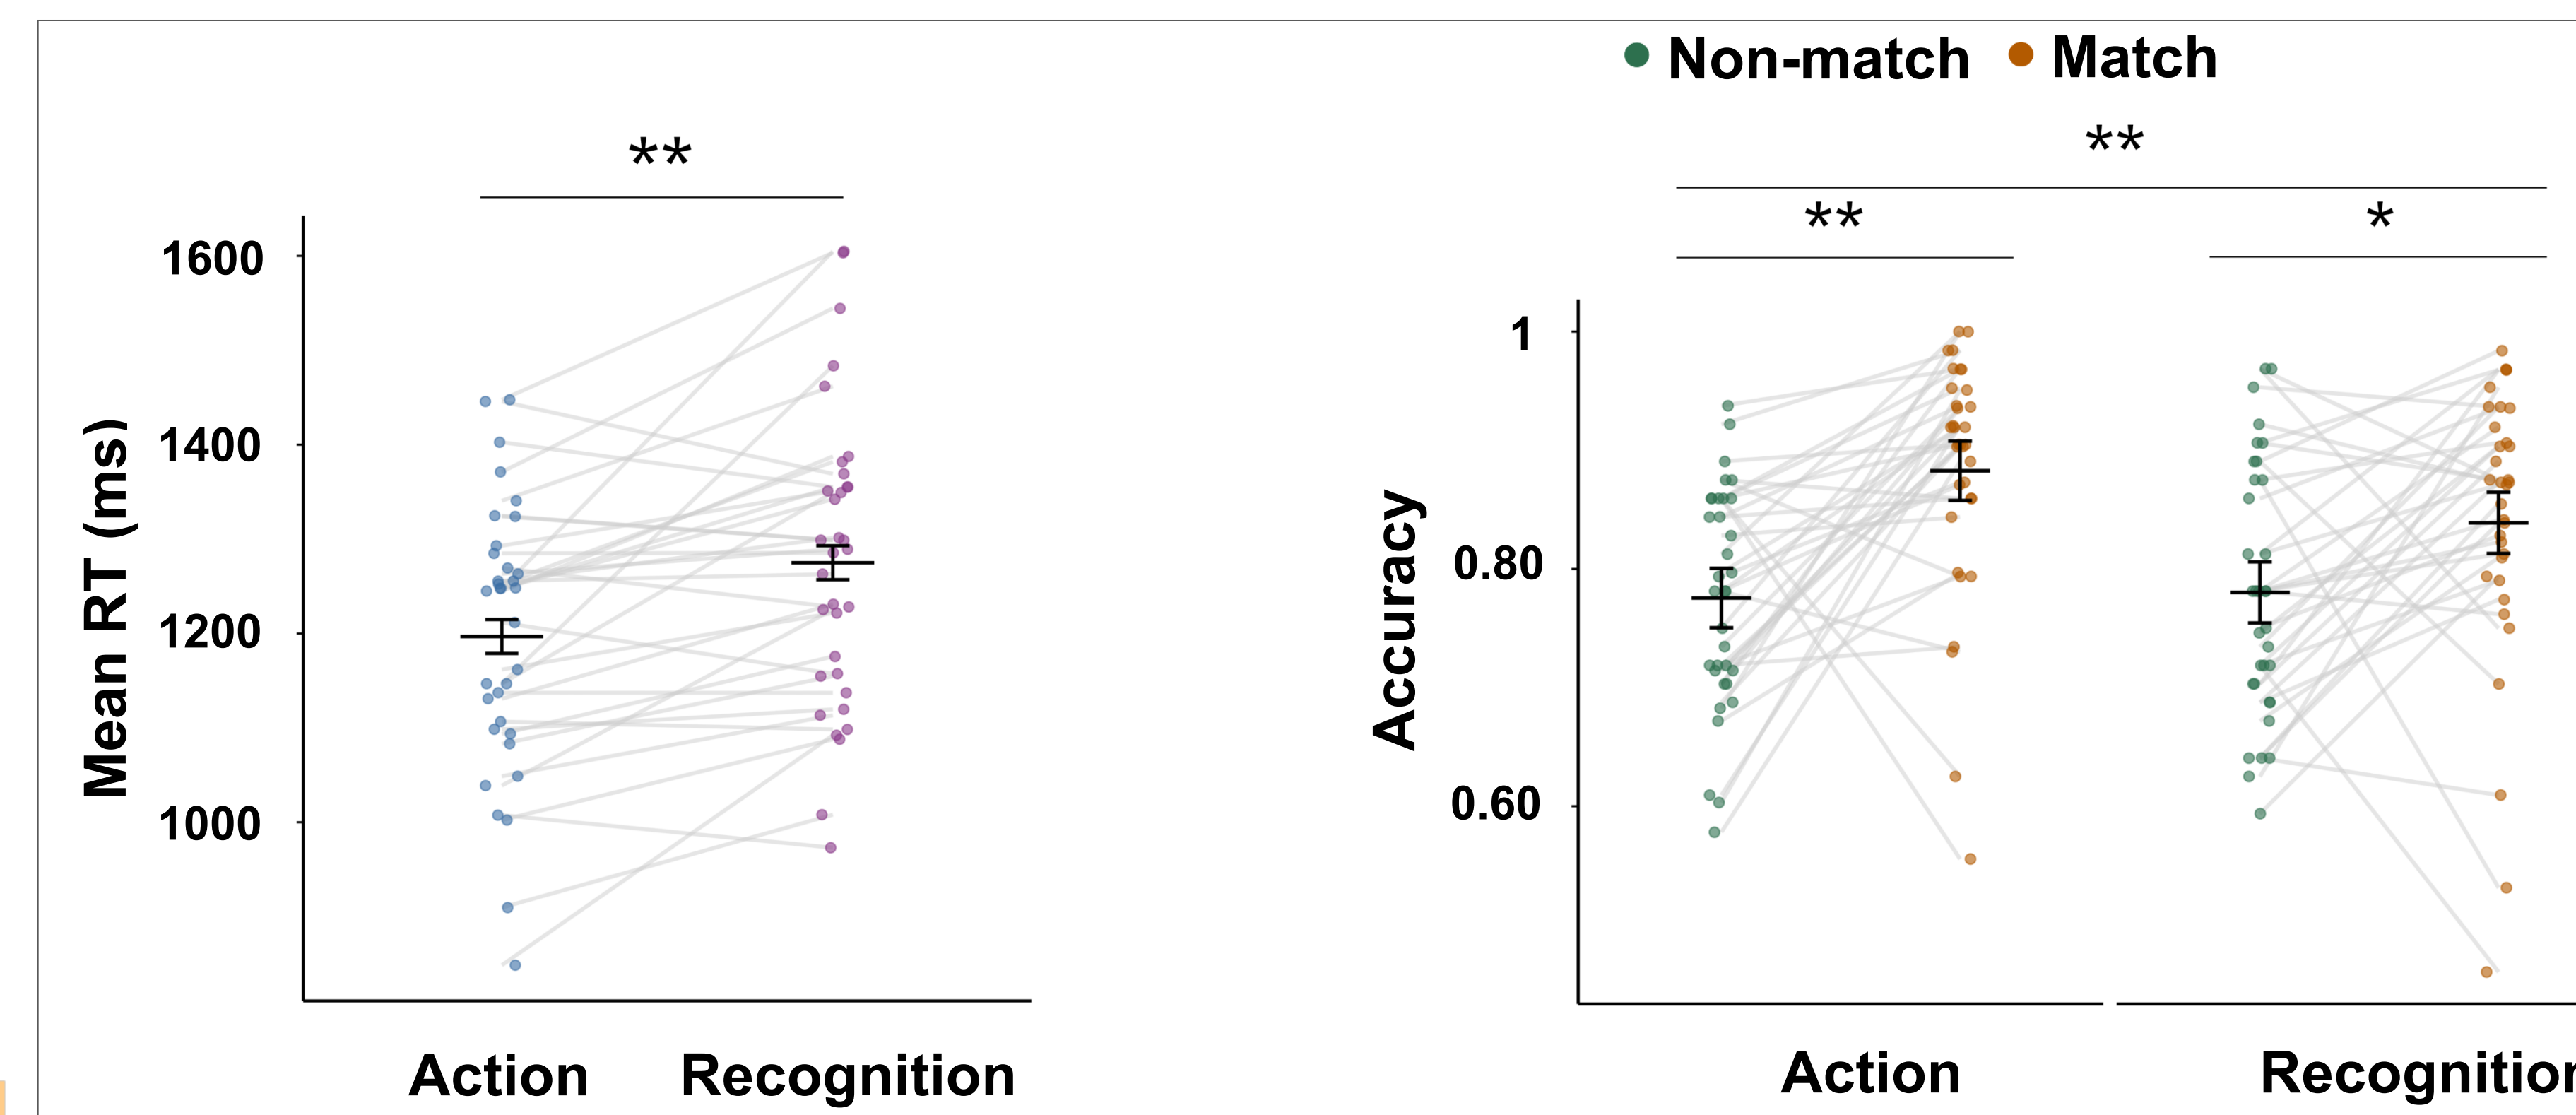 Non-match Match
**
**
**
*
Mean RT (ms)
1600
1400
1200
1000
Action Recognition
Accuracy
1
0.80
0.60
Action Recognition